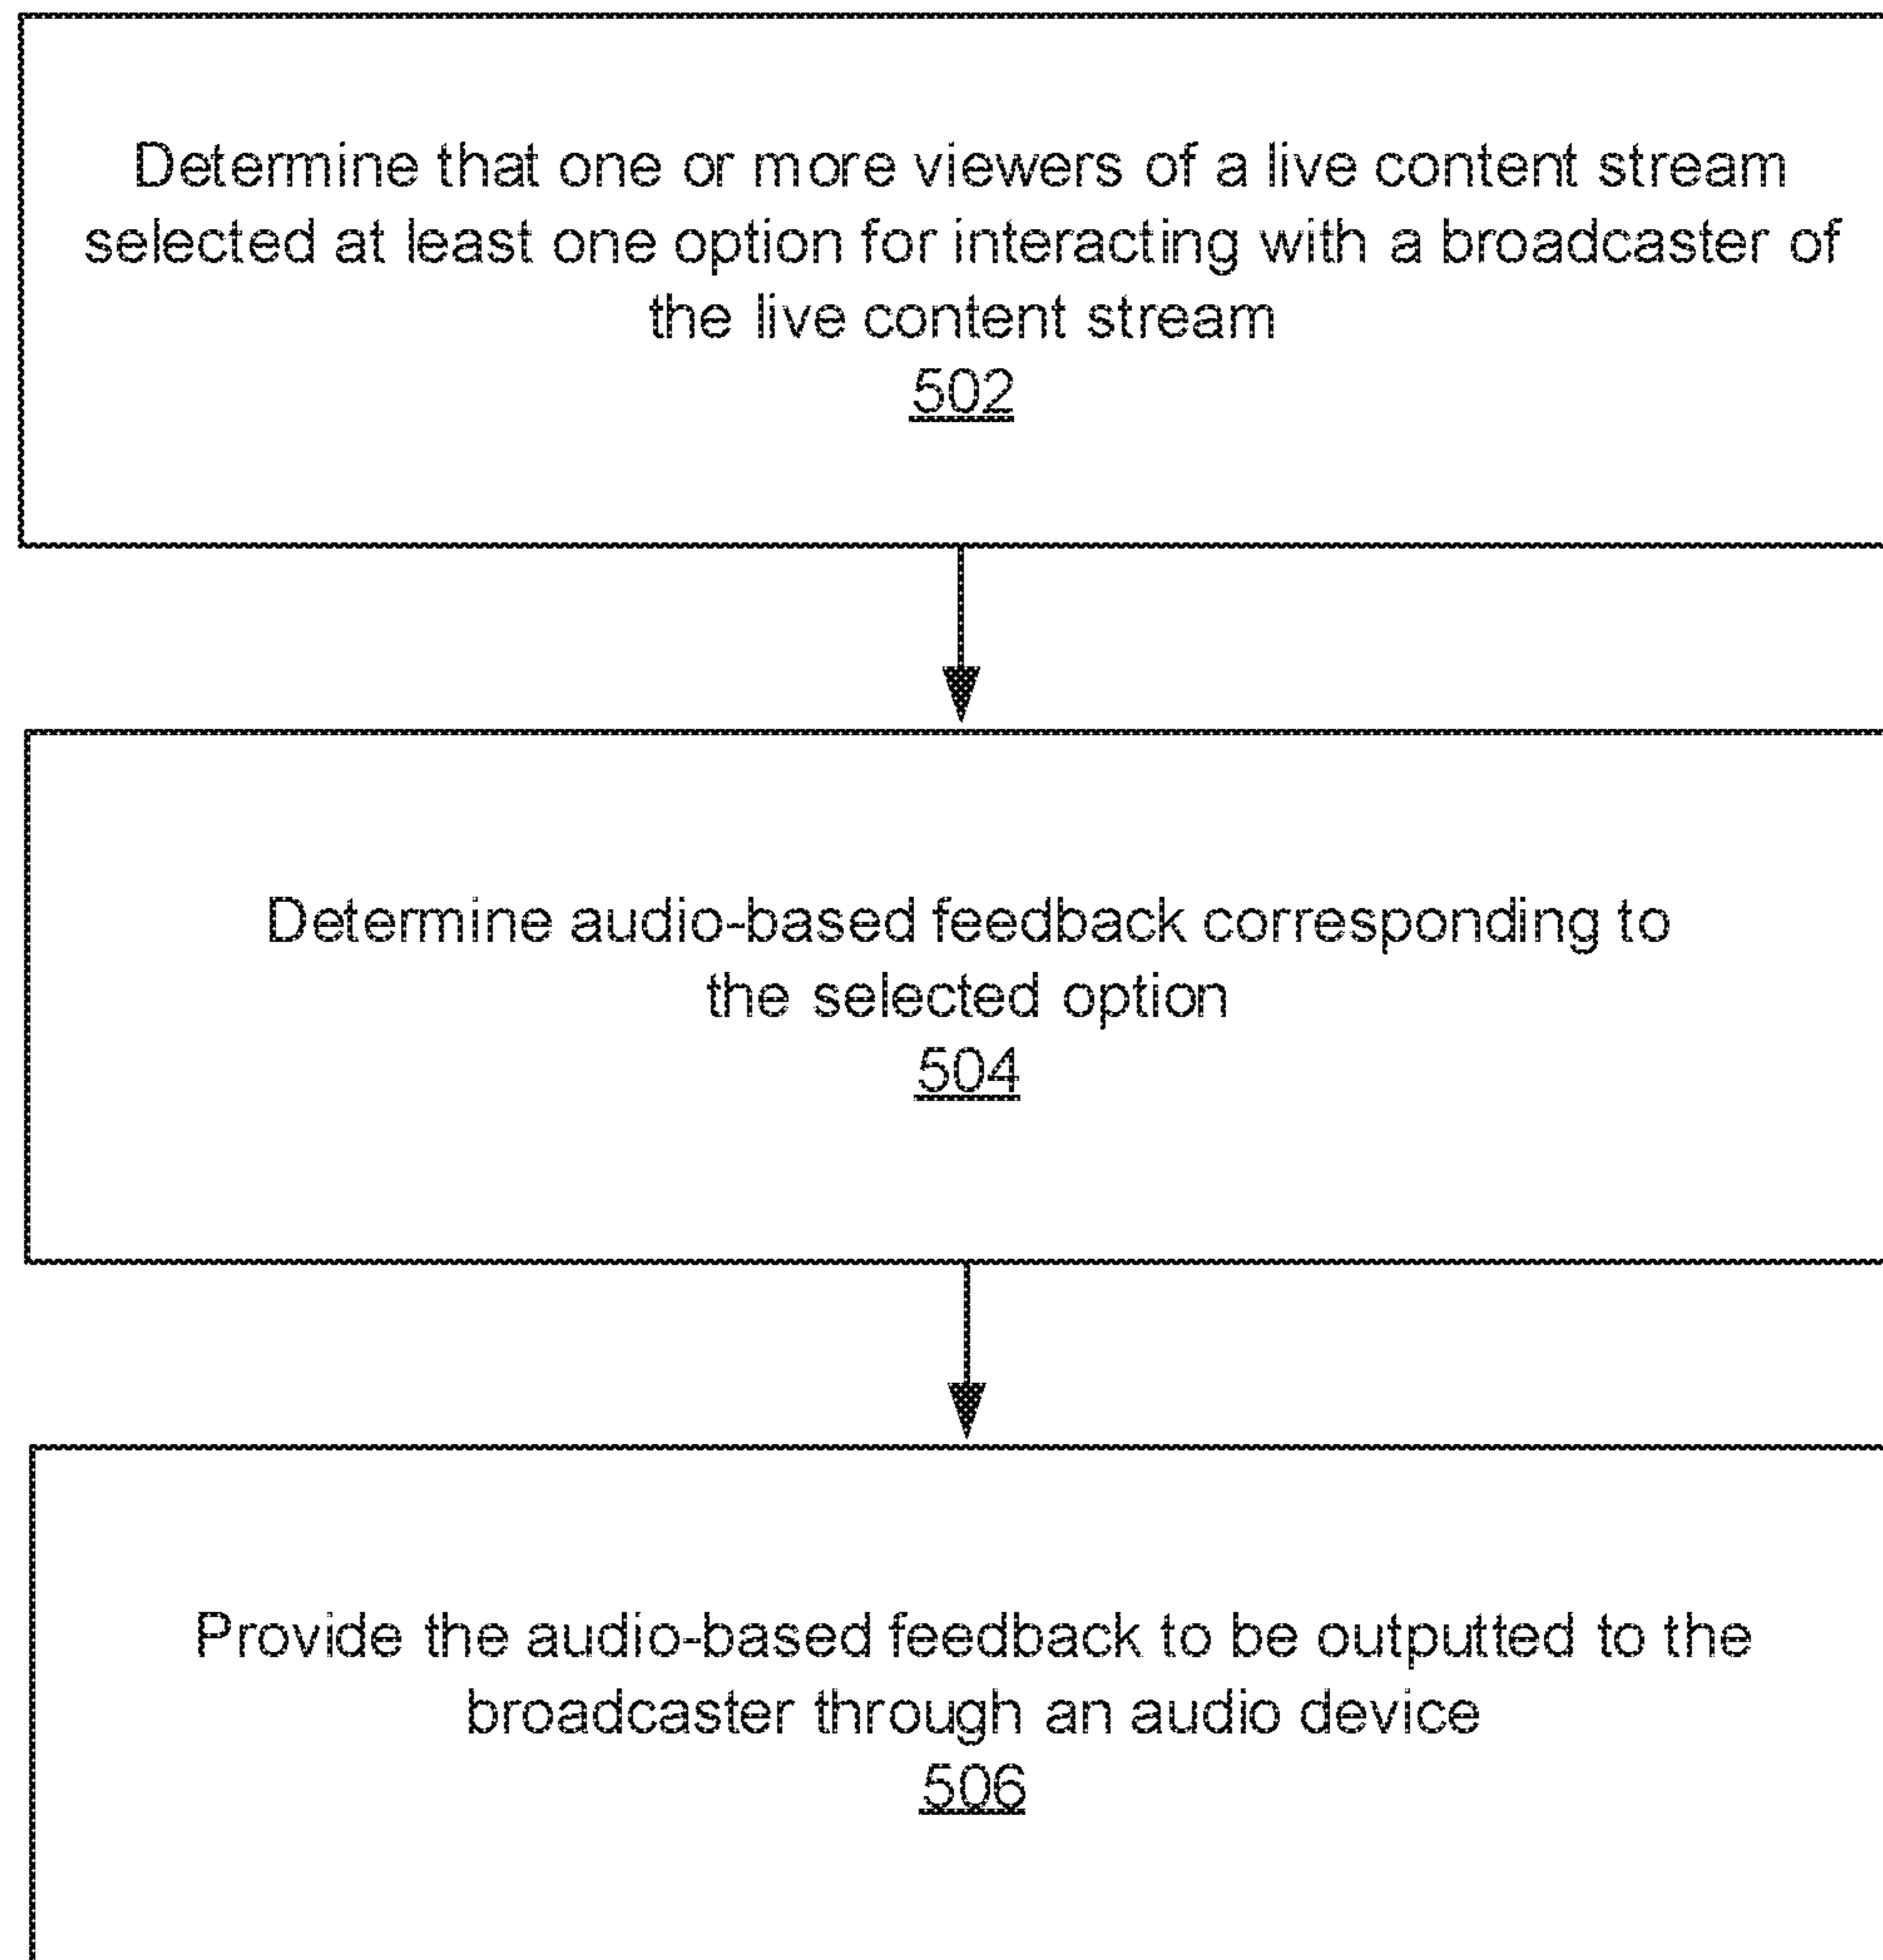 Determine that one or more viewers of a live content stream
selected at least one option for interacting with a broadcaster of
the live content stream
502
Determine audio-based feedback corresponding to
the selected option
504
Provide the audio-based feedback to be outputted to the
broadcaster through an audio device
506